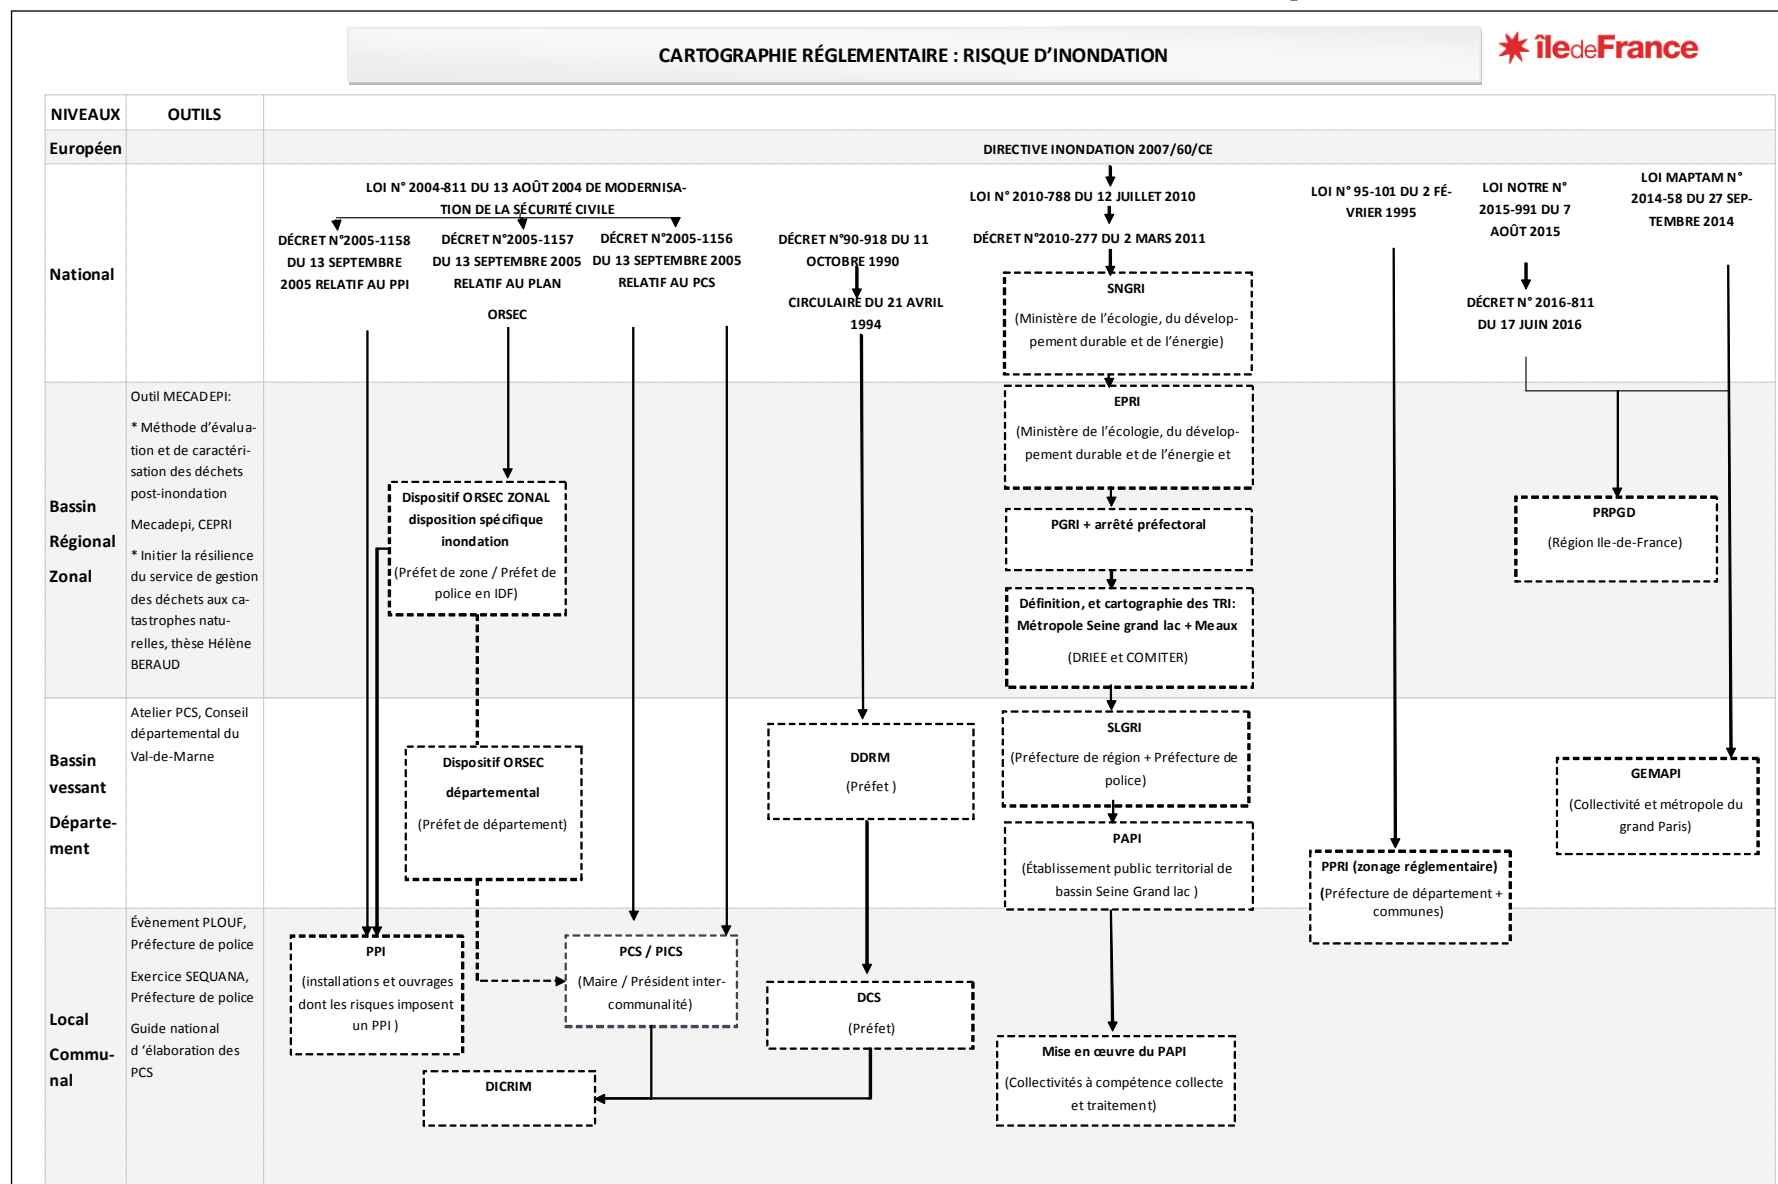 CARTOGRAPHIE RÉGLEMENTAIRE : RISQUE D'INONDATION
îledeFrance
NIVEAUX
OUTILS
Européen
DIRECTIVE INONDATION 2007/60/CE
National
LOI N° 2004-811 DU 13 AOÛT 2004 DE MODERNISA-
TION DE LA SÉCURITÉ CIVILE
DÉCRET N°2005-1158
DU 13 SEPTEMBRE
2005 RELATIF AU PPI
DÉCRET N°2005-1157
DU 13 SEPTEMBRE 2005
RELATIF AU PLAN
ORSEC
DÉCRET N°2005-1156
DU 13 SEPTEMBRE 2005
RELATIF AU PCS
DÉCRET N°90-918 DU 11
OCTOBRE 1990
CIRCULAIRE DU 21 AVRIL
1994
LOI N° 2010-788 DU 12 JUILLET 2010
DÉCRET N°2010-277 DU 2 MARS 2011
SNGRI
(Ministère de l'écologie, du dévelop-
pement durable et de l'énergie)
LOI N° 95-101 DU 2 FÉ-
VRIER 1995
LOI NOTRE N°
2015-991 DU 7
AOÛT 2015
DÉCRET N° 2016-811
DU 17 JUIN 2016
LOI MAPTAM N°
2014-58 DU 27 SEP-
TEMBRE 2014
Bassin
Régional
Zonal
Outil MECADEPI:
* Méthode d'évalua-
tion et de caractéri-
sation des déchets
post-inondation
Mecadepi, CEPRI
* Initier la résilience
du service de gestion
des déchets aux ca-
tastrophes natu-
relles, thèse Hélène
BERAUD
Dispositif ORSEC ZONAL
disposition spécifique
inondation
(Préfet de zone / Préfet de
police en IDF)
EPRI
(Ministère de l'écologie, du dévelop-
pement durable et de l'énergie et
PGRI + arrêté préfectoral
Définition, et cartographie des TRI:
Métropole Seine grand lac + Meaux
(DRIEE et COMITER)
PRPGD
(Région Ile-de-France)
Bassin
vessant
Départe-
ment
Atelier PCS, Conseil
départemental du
Val-de-Marne
Dispositif ORSEC
départemental
(Préfet de département)
DDRM
(Préfet )
SLGRI
(Préfecture de région + Préfecture de
police)
PAPI
(Établissement public territorial de
bassin Seine Grand lac )
PPRI (zonage réglementaire)
(Préfecture de département +
communes)
GEMAPI
(Collectivité et métropole du
grand Paris)
Local
Commu-
nal
Évènement PLOUF,
Préfecture de police
Exercice SEQUANA,
Préfecture de police
Guide national
d 'élaboration des
PCS
PPI
(installations et ouvrages
dont les risques imposent
un PPI )
PCS / PICS
(Maire / Président inter-
communalité)
DCS
(Préfet)
DICRIM
Mise en œuvre du PAPI
(Collectivités à compétence collecte
et traitement)